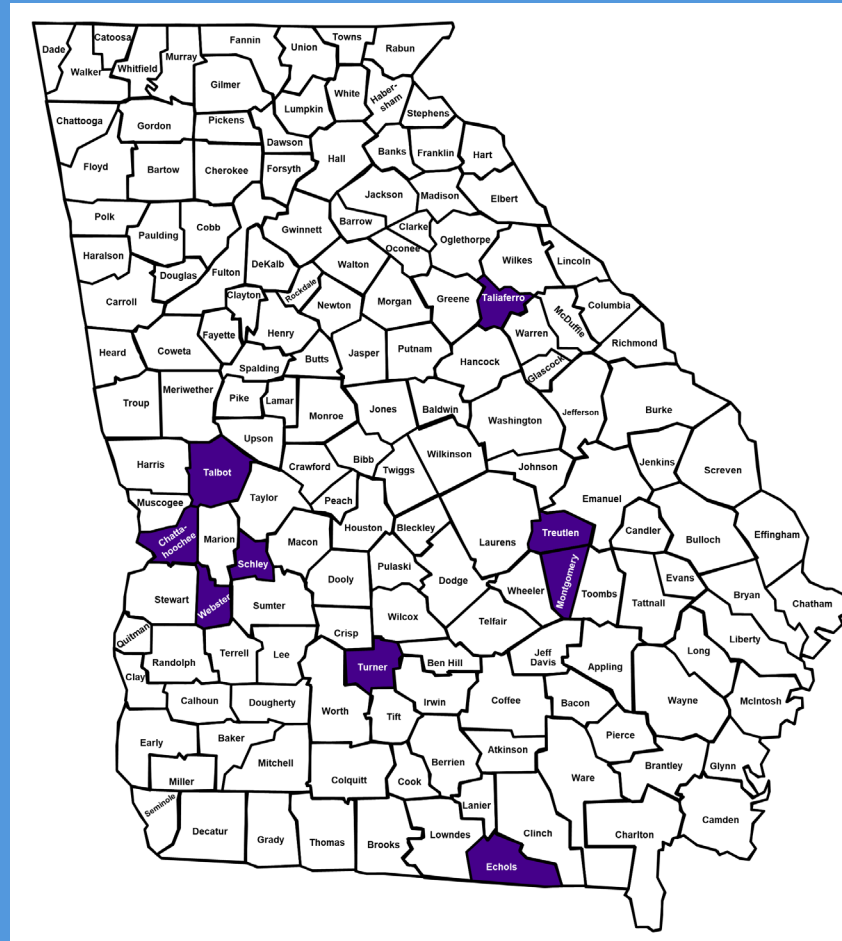 Dade
Catoosa
Walker
Whitfield
Murray
Fannin
Union
Towns
Rabun
Gilmer
White
Haber-
sham
Lumpkin
Stephens
Chattooga
Gordon
Pickens
Dawson
Hall
Banks
Franklin
Hart
Floyd
Bartow
Cherokee
Forsyth
Jackson
Madison
Elbert
Polk
Paulding
Cobb
Gwinnett
Barrow
Clarke
Oconee
Oglethorpe
Wilkes
Lincoln
Haralson
Douglas
Fulton
DeKalb
Walton
Rockdale
Clayton
Newton
Morgan
Greene
Taliaferro
McDuffie
Columbia
Carroll
Fayette
Henry
Warren
Richmond
Heard
Coweta
Spalding
Butts
Jasper
Putnam
Hancock
Glascock
Troup
Meriwether
Pike
Lamar
Monroe
Jones
Baldwin
Washington
Jefferson
Burke
Upson
Harris
Talbot
Crawford
Bibb
Twiggs
Wilkinson
Johnson
Jenkins
Screven
Muscogee
Taylor
Peach
Emanuel
Chatta-
hoochee
Marion
Macon
Houston
Bleckley
Laurens
Treutlen
Candler
Bulloch
Effingham
Schley
Dooly
Pulaski
Dodge
Wheeler
Montgomery
Toombs
Tattnall
Evans
Bryan
Chatham
Stewart
Webster
Sumter
Wilcox
Telfair
Quitman
Crisp
Liberty
Long
Clay
Randolph
Terrell
Lee
Turner
Ben Hill
Jeff
Davis
Appling
Calhoun
Dougherty
Worth
Tift
Irwin
Coffee
Bacon
Wayne
McIntosh
Early
Baker
Mitchell
Berrien
Atkinson
Pierce
Miller
Colquitt
Cook
Ware
Brantley
Glynn
Seminole
Decatur
Grady
Thomas
Brooks
Lowndes
Lanier
Clinch
Charlton
Camden
Echols